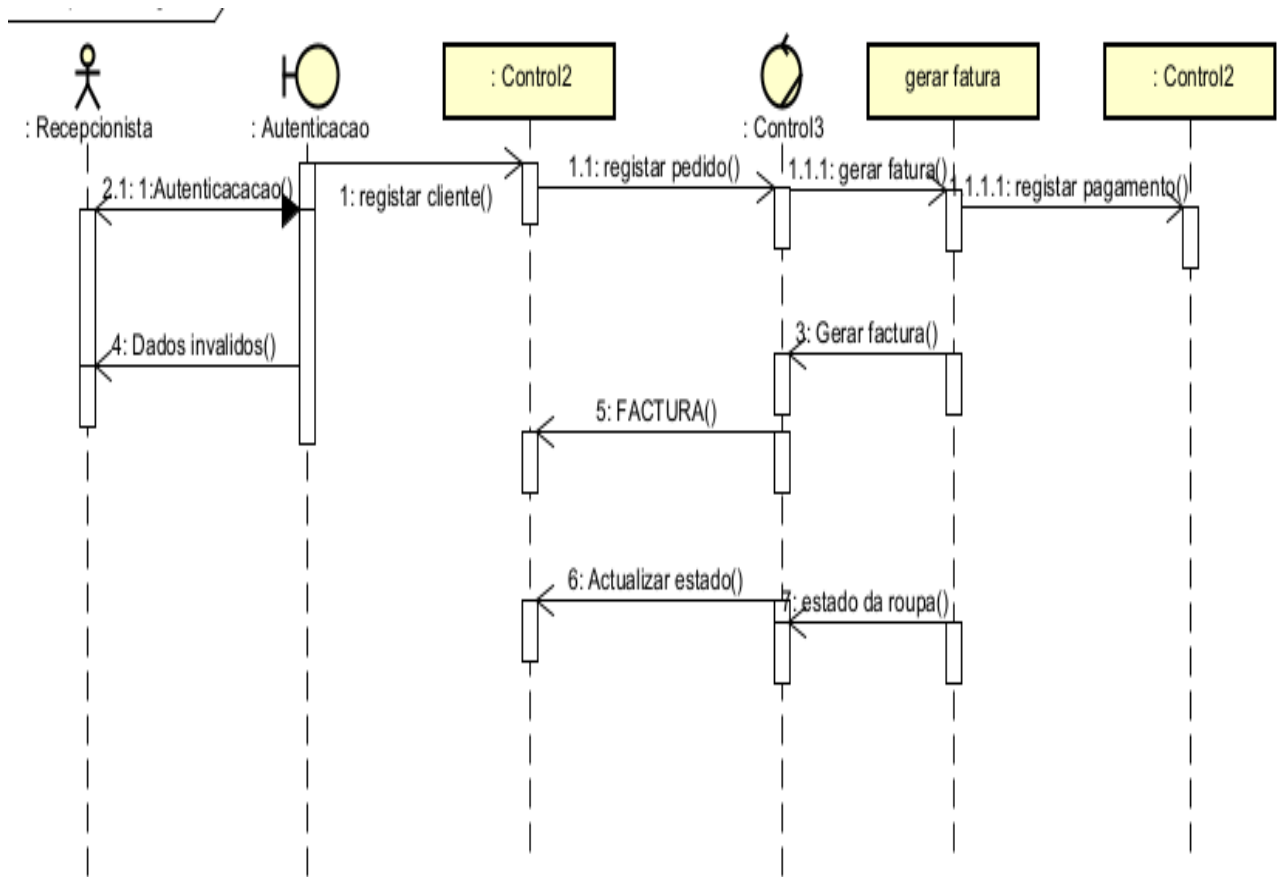 : Recepcionista
: Autenticacao
: Control2
: Control3
gerar fatura
: Control2
2.1: 1:Autenticacacao()
1: registar cliente()
1.1: registar pedido()
1.1.1: gerar fatura()
1.1.1.1: registar pagamento()
4: Dados invalidos()
3: Gerar factura()
5: FACTURA()
6: Actualizar estado()
7: estado da roupa()